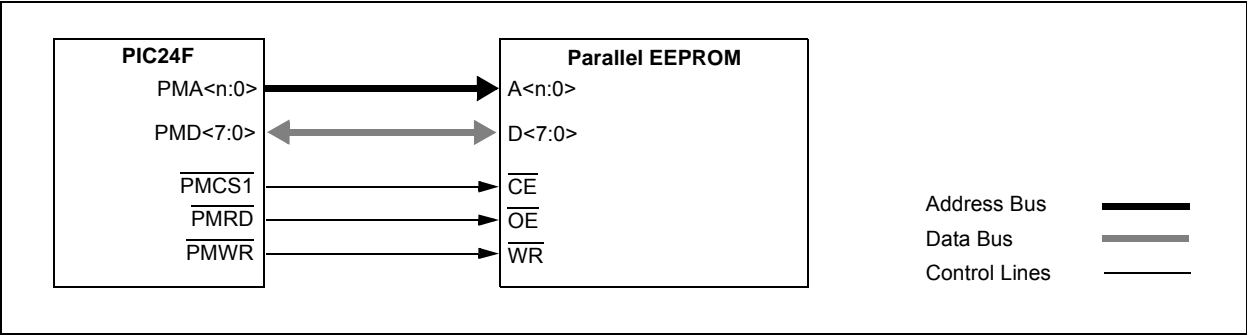 PIC24F
PMA<n:0>
PMD<7:0>
PMCS1
PMRD
PMWR
Parallel EEPROM
A<n:0>
D<7:0>
CE
OE
WR
Address Bus
Data Bus
Control Lines